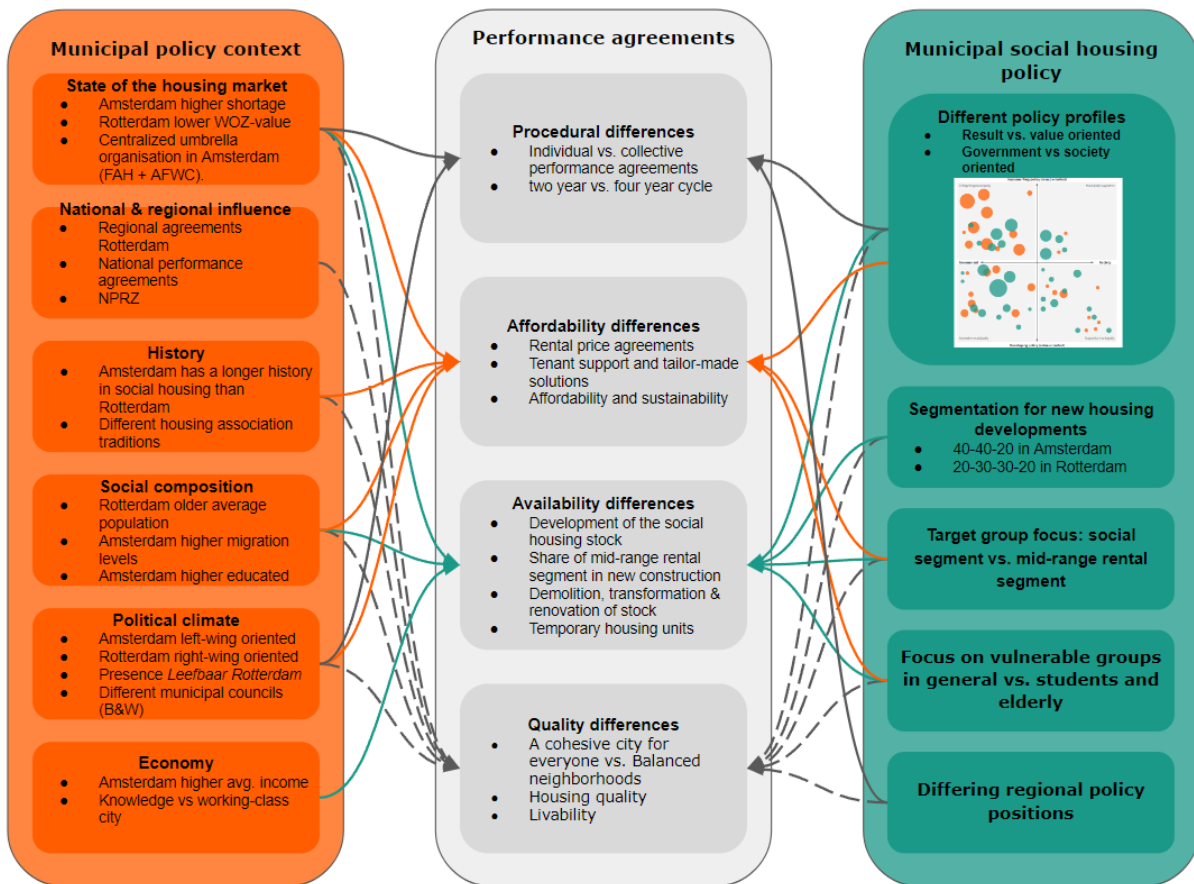 Municipal policy context
State of the housing market
● Amsterdam higher shortage
● Rotterdam lower WOZ-value
● Centralized umbrella
organisation in Amsterdam
(FAH + AFWC).
National & regional influence
● Regional agreements
Rotterdam
● National performance
agreements
● NPRZ
History
● Amsterdam has a longer history
in social housing than
Rotterdam
● Different housing association
traditions
Social composition
● Rotterdam older average
population
● Amsterdam higher migration
levels
● Amsterdam higher educated
Political climate
● Amsterdam left-wing oriented
● Rotterdam right-wing oriented
● Presence Leefbaar Rotterdam
● Different municipal councils
(B&W)
Economy
● Amsterdam higher avg. income
● Knowledge vs working-class
city
Performance agreements
Procedural differences
● Individual vs. collective
performance agreements
● two year vs. four year cycle
Affordability differences
● Rental price agreements
● Tenant support and tailor-made
solutions
● Affordability and sustainability
Availability differences
● Development of the social
housing stock
● Share of mid-range rental
segment in new construction
● Demolition, transformation &
renovation of stock
● Temporary housing units
Quality differences
● A cohesive city for
everyone vs. Balanced
neighborhoods
● Housing quality
● Livability
Municipal social housing
policy
Different policy profiles
● Result vs. value oriented
● Government vs society
oriented
Segmentation for new housing
developments
● 40-40-20 in Amsterdam
● 20-30-30-20 in Rotterdam
Target group focus: social
segment vs. mid-range rental
segment
Focus on vulnerable groups
in general vs. students and
elderly
Differing regional policy
positions